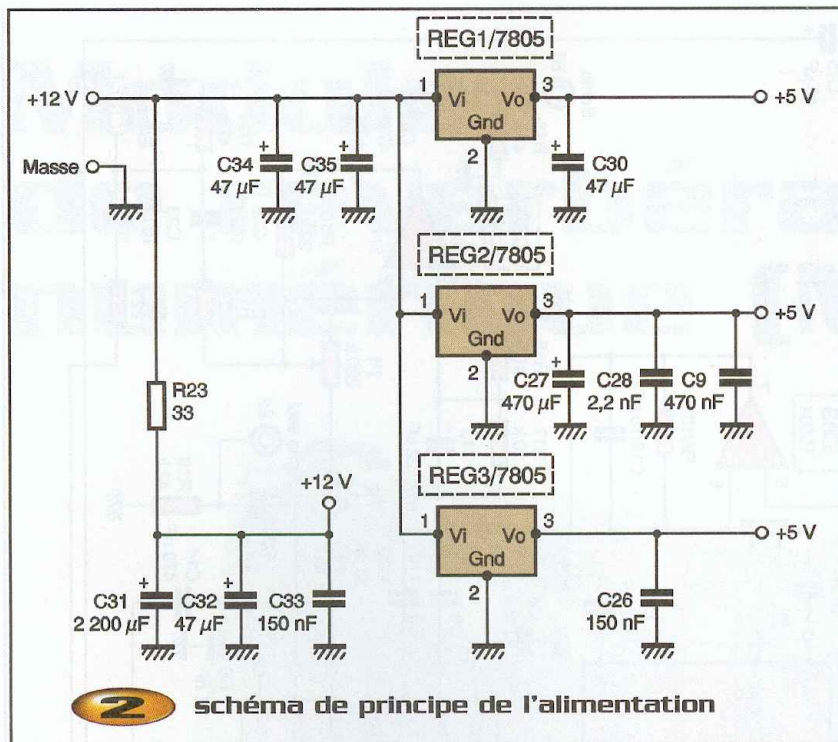 REG1/7805
+12 V
1
Vi
Vo
3
+5 V
Gnd
2
Masse
C34
47 µF
C35
47 µF
C30
47 µF
REG2/7805
1
Vi
Vo
3
+5 V
Gnd
2
C27
470 µF
C28
2,2 nF
C9
470 nF
R23
33
REG3/7805
+12 V
1
Vi
Vo
3
+5 V
Gnd
2
C31
2 200 µF
C32
47 µF
C33
150 nF
C26
150 nF
2 schéma de principe de l'alimentation